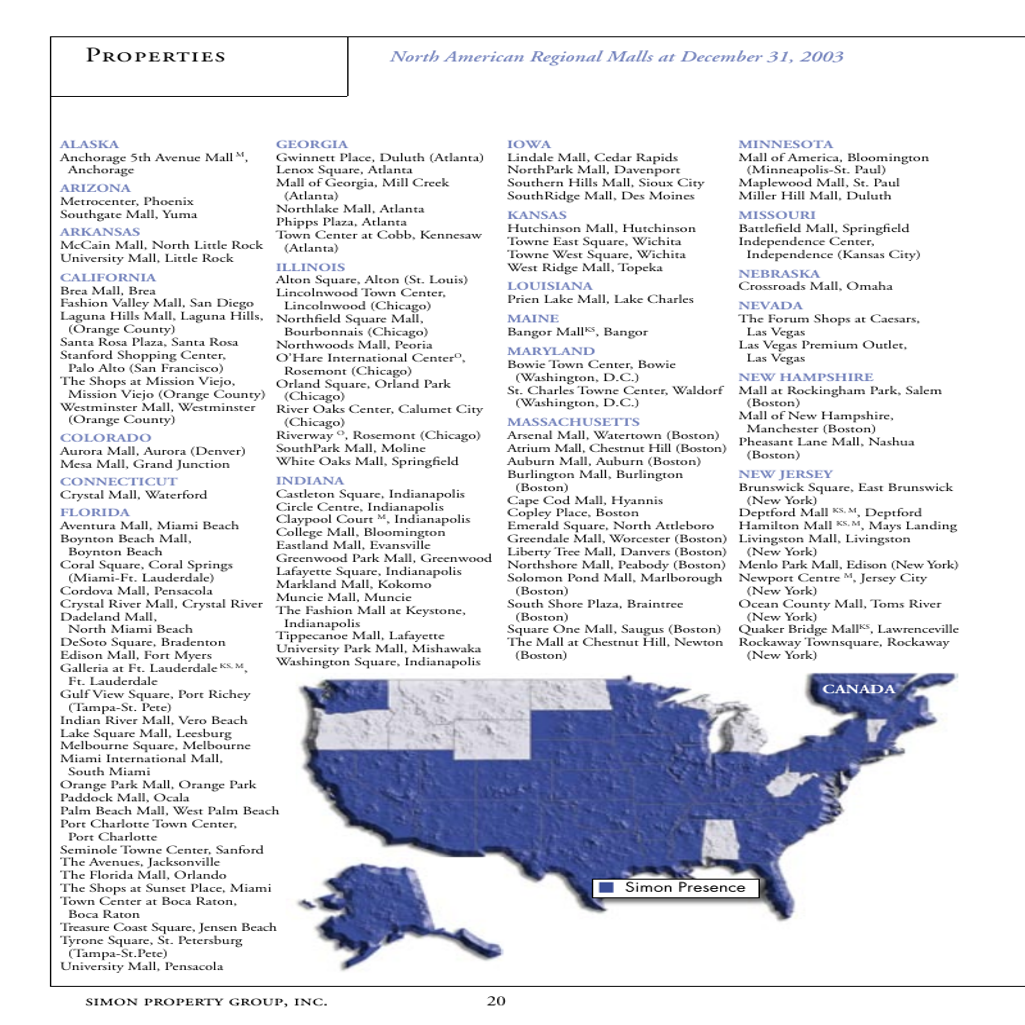 PROPERTIES
North American Regional Malls at December 31, 2003
ALASKA
Anchorage 5th Avenue Mall M,
Anchorage
ARIZONA
Metrocenter, Phoenix
Southgate Mall, Yuma
ARKANSAS
McCain Mall, North Little Rock
University Mall, Little Rock
CALIFORNIA
Brea Mall, Brea
Fashion Valley Mall, San Diego
Laguna Hills Mall, Laguna Hills,
(Orange County)
Santa Rosa Plaza, Santa Rosa
Stanford Shopping Center,
Palo Alto (San Francisco)
The Shops at Mission Viejo,
Mission Viejo (Orange County)
Westminster Mall, Westminster
(Orange County)
COLORADO
Aurora Mall, Aurora (Denver)
Mesa Mall, Grand Junction
CONNECTICUT
Crystal Mall, Waterford
FLORIDA
Aventura Mall, Miami Beach
Boynton Beach Mall,
Boynton Beach
Coral Square, Coral Springs
(Miami-Ft. Lauderdale)
Cordova Mall, Pensacola
Crystal River Mall, Crystal River
Dadeland Mall,
North Miami Beach
DeSoto Square, Bradenton
Edison Mall, Fort Myers
Galleria at Ft. Lauderdale KS, M,
Ft. Lauderdale
Gulf View Square, Port Richey
(Tampa-St. Pete)
Indian River Mall, Vero Beach
Lake Square Mall, Leesburg
Melbourne Square, Melbourne
Miami International Mall,
South Miami
Orange Park Mall, Orange Park
Paddock Mall, Ocala
Palm Beach Mall, West Palm Beach
Port Charlotte Town Center,
Port Charlotte
Seminole Towne Center, Sanford
The Avenues, Jacksonville
The Florida Mall, Orlando
The Shops at Sunset Place, Miami
Town Center at Boca Raton,
Boca Raton
Treasure Coast Square, Jensen Beach
Tyrone Square, St. Petersburg
(Tampa-St.Pete)
University Mall, Pensacola
GEORGIA
Gwinnett Place, Duluth (Atlanta)
Lenox Square, Atlanta
Mall of Georgia, Mill Creek
(Atlanta)
Northlake Mall, Atlanta
Phipps Plaza, Atlanta
Town Center at Cobb, Kennesaw
(Atlanta)
ILLINOIS
Alton Square, Alton (St. Louis)
Lincolnwood Town Center,
Lincolnwood (Chicago)
Northfield Square Mall,
Bourbonnais (Chicago)
Northwoods Mall, Peoria
O'Hare International Center O,
Rosemont (Chicago)
Orland Square, Orland Park
(Chicago)
River Oaks Center, Calumet City
(Chicago)
Riverway O, Rosemont (Chicago)
SouthPark Mall, Moline
White Oaks Mall, Springfield
INDIANA
Castleton Square, Indianapolis
Circle Centre, Indianapolis
Claypool Court M, Indianapolis
College Mall, Bloomington
Eastland Mall, Evansville
Greenwood Park Mall, Greenwood
Lafayette Square, Indianapolis
Markland Mall, Kokomo
Muncie Mall, Muncie
The Fashion Mall at Keystone,
Indianapolis
Tippecanoe Mall, Lafayette
University Park Mall, Mishawaka
Washington Square, Indianapolis
IOWA
Lindale Mall, Cedar Rapids
NorthPark Mall, Davenport
Southern Hills Mall, Sioux City
SouthRidge Mall, Des Moines
KANSAS
Hutchinson Mall, Hutchinson
Towne East Square, Wichita
Towne West Square, Wichita
West Ridge Mall, Topeka
LOUISIANA
Prien Lake Mall, Lake Charles
MAINE
Bangor Mall KS, Bangor
MARYLAND
Bowie Town Center, Bowie
(Washington, D.C.)
St. Charles Towne Center, Waldorf
(Washington, D.C.)
MASSACHUSETTS
Arsenal Mall, Watertown (Boston)
Atrium Mall, Chestnut Hill (Boston)
Auburn Mall, Auburn (Boston)
Burlington Mall, Burlington
(Boston)
Cape Cod Mall, Hyannis
Copley Place, Boston
Emerald Square, North Attleboro
Greendale Mall, Worcester (Boston)
Liberty Tree Mall, Danvers (Boston)
Northshore Mall, Peabody (Boston)
Solomon Pond Mall, Marlborough
(Boston)
South Shore Plaza, Braintree
(Boston)
Square One Mall, Saugus (Boston)
The Mall at Chestnut Hill, Newton
(Boston)
MINNESOTA
Mall of America, Bloomington
(Minneapolis-St. Paul)
Maplewood Mall, St. Paul
Miller Hill Mall, Duluth
MISSOURI
Battlefield Mall, Springfield
Independence Center,
Independence (Kansas City)
NEBRASKA
Crossroads Mall, Omaha
NEVADA
The Forum Shops at Caesars,
Las Vegas
Las Vegas Premium Outlet,
Las Vegas
NEW HAMPSHIRE
Mall at Rockingham Park, Salem
(Boston)
Mall of New Hampshire,
Manchester (Boston)
Pheasant Lane Mall, Nashua
(Boston)
NEW JERSEY
Brunswick Square, East Brunswick
(New York)
Deptford Mall KS, M, Deptford
Hamilton Mall KS, M, Mays Landing
Livingston Mall, Livingston
(New York)
Menlo Park Mall, Edison (New York)
Newport Centre M, Jersey City
(New York)
Ocean County Mall, Toms River
(New York)
Quaker Bridge Mall KS, Lawrenceville
Rockaway Townsquare, Rockaway
(New York)
CANADA
Simon Presence
SIMON PROPERTY GROUP, INC.
20